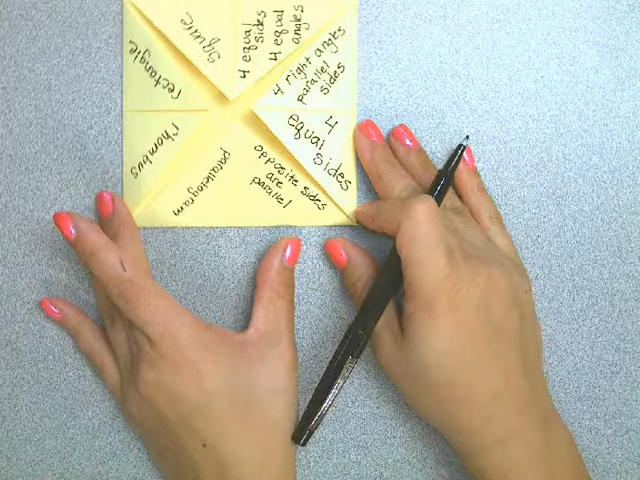 square
4 equal
sides
4 equal
angles
rectangle
4 right angles
parallel
sides
rhombus
4
equal
sides
parallelogram
opposite sides
are
parallel